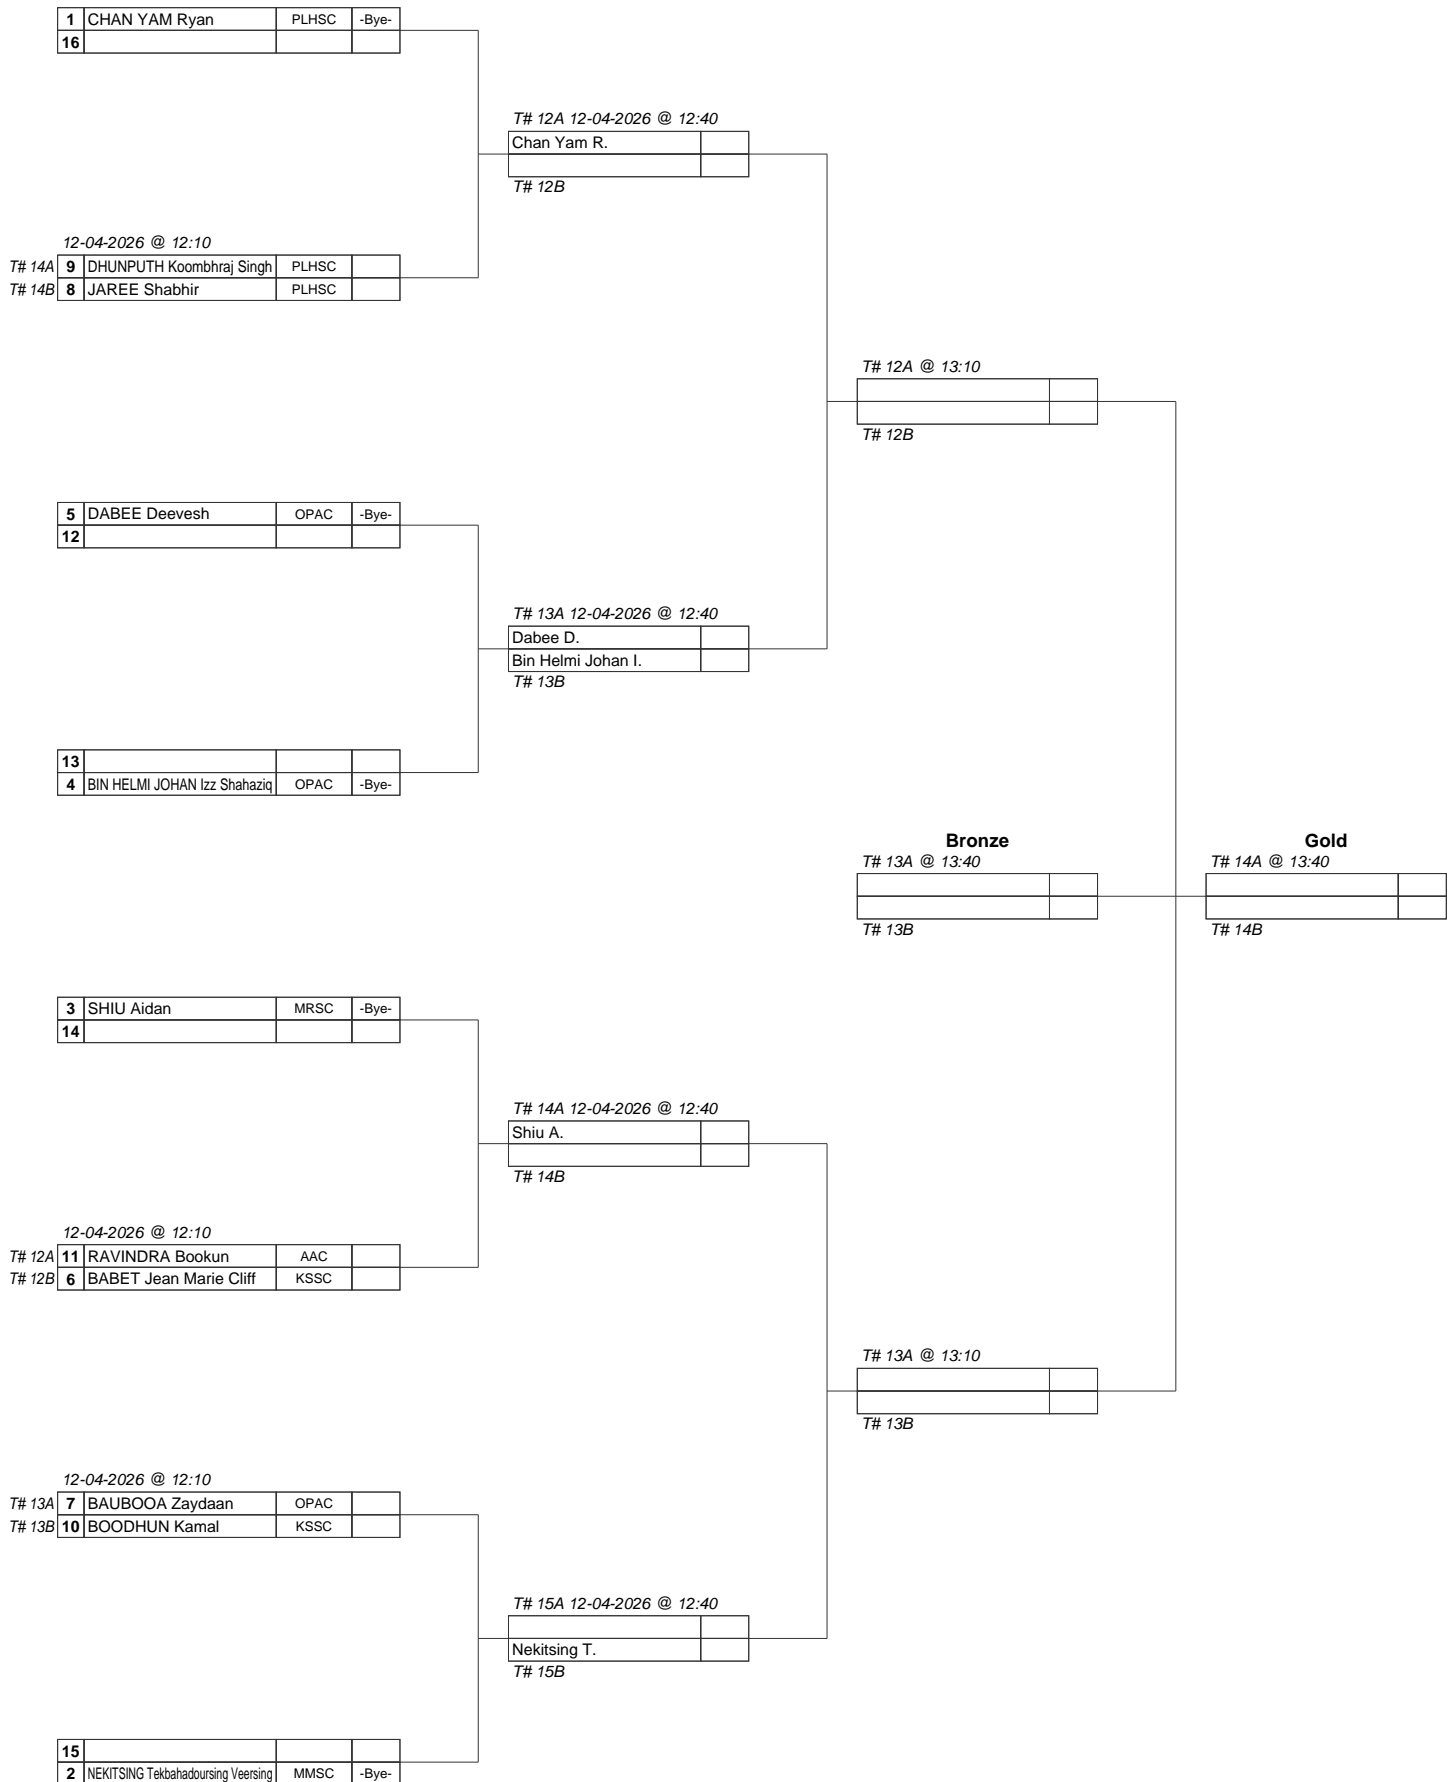 1 CHAN YAM Ryan PLHSC -Bye-
16
T# 12A 12-04-2026 @ 12:40
Chan Yam R.
T# 12B
12-04-2026 @ 12:10
T# 14A 9 DHUNPUTH Koombhraj Singh PLHSC
T# 14B 8 JAREE Shabhir PLHSC
T# 12A @ 13:10
T# 12B
5 DABEE Deevesh OPAC -Bye-
12
T# 13A 12-04-2026 @ 12:40
Dabee D.
Bin Helmi Johan I.
T# 13B
13
4 BIN HELMI JOHAN Izz Shahaziq OPAC -Bye-
Bronze Gold
T# 13A @ 13:40 T# 14A @ 13:40
T# 13B T# 14B
3 SHIU Aidan MRSC -Bye-
14
T# 14A 12-04-2026 @ 12:40
Shiu A.
T# 14B
12-04-2026 @ 12:10
T# 12A 11 RAVINDRA Bookun AAC
T# 12B 6 BABET Jean Marie Cliff KSSC
T# 13A @ 13:10
T# 13B
12-04-2026 @ 12:10
T# 13A 7 BAUBOOA Zaydaan OPAC
T# 13B 10 BOODHUN Kamal KSSC
T# 15A 12-04-2026 @ 12:40
Nekitsing T.
T# 15B
15
2 NEKITSING Tekbahadoursing Veersing MMSC -Bye-